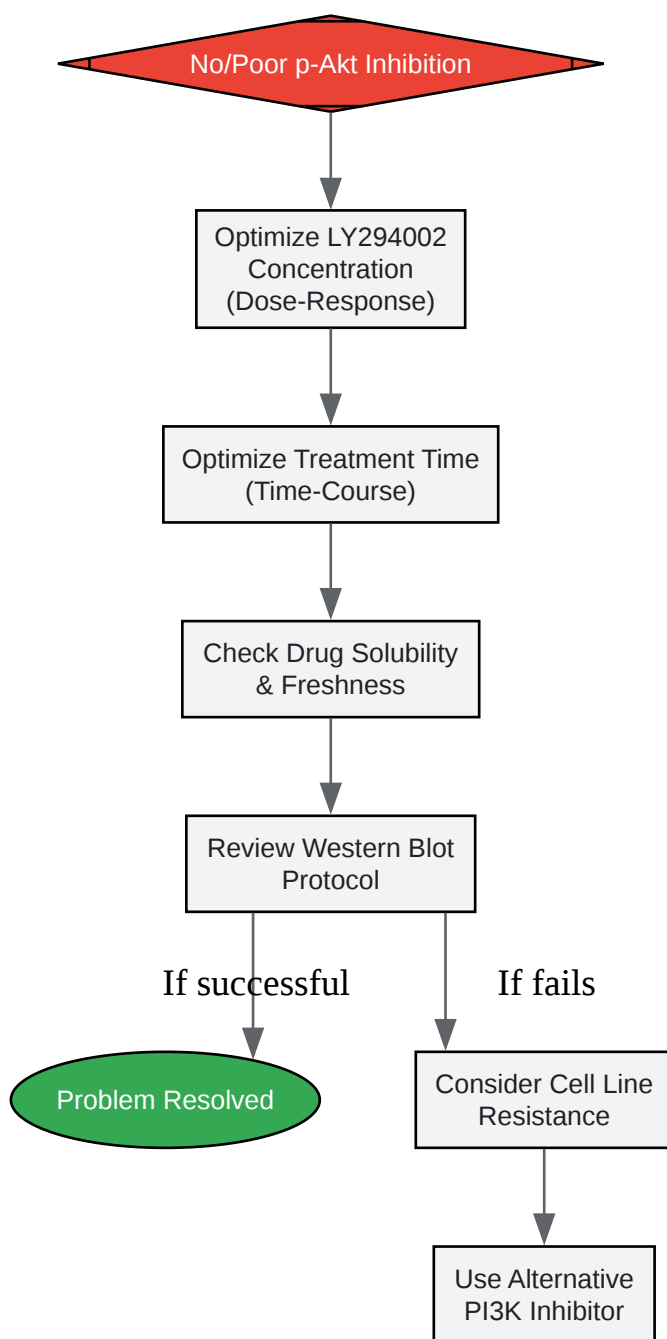 No/Poor p-Akt Inhibition
Optimize LY294002
Concentration
(Dose-Response)
Optimize Treatment Time
(Time-Course)
Check Drug Solubility
& Freshness
Review Western Blot
Protocol
If successful
If fails
Problem Resolved
Consider Cell Line
Resistance
Use Alternative
PI3K Inhibitor